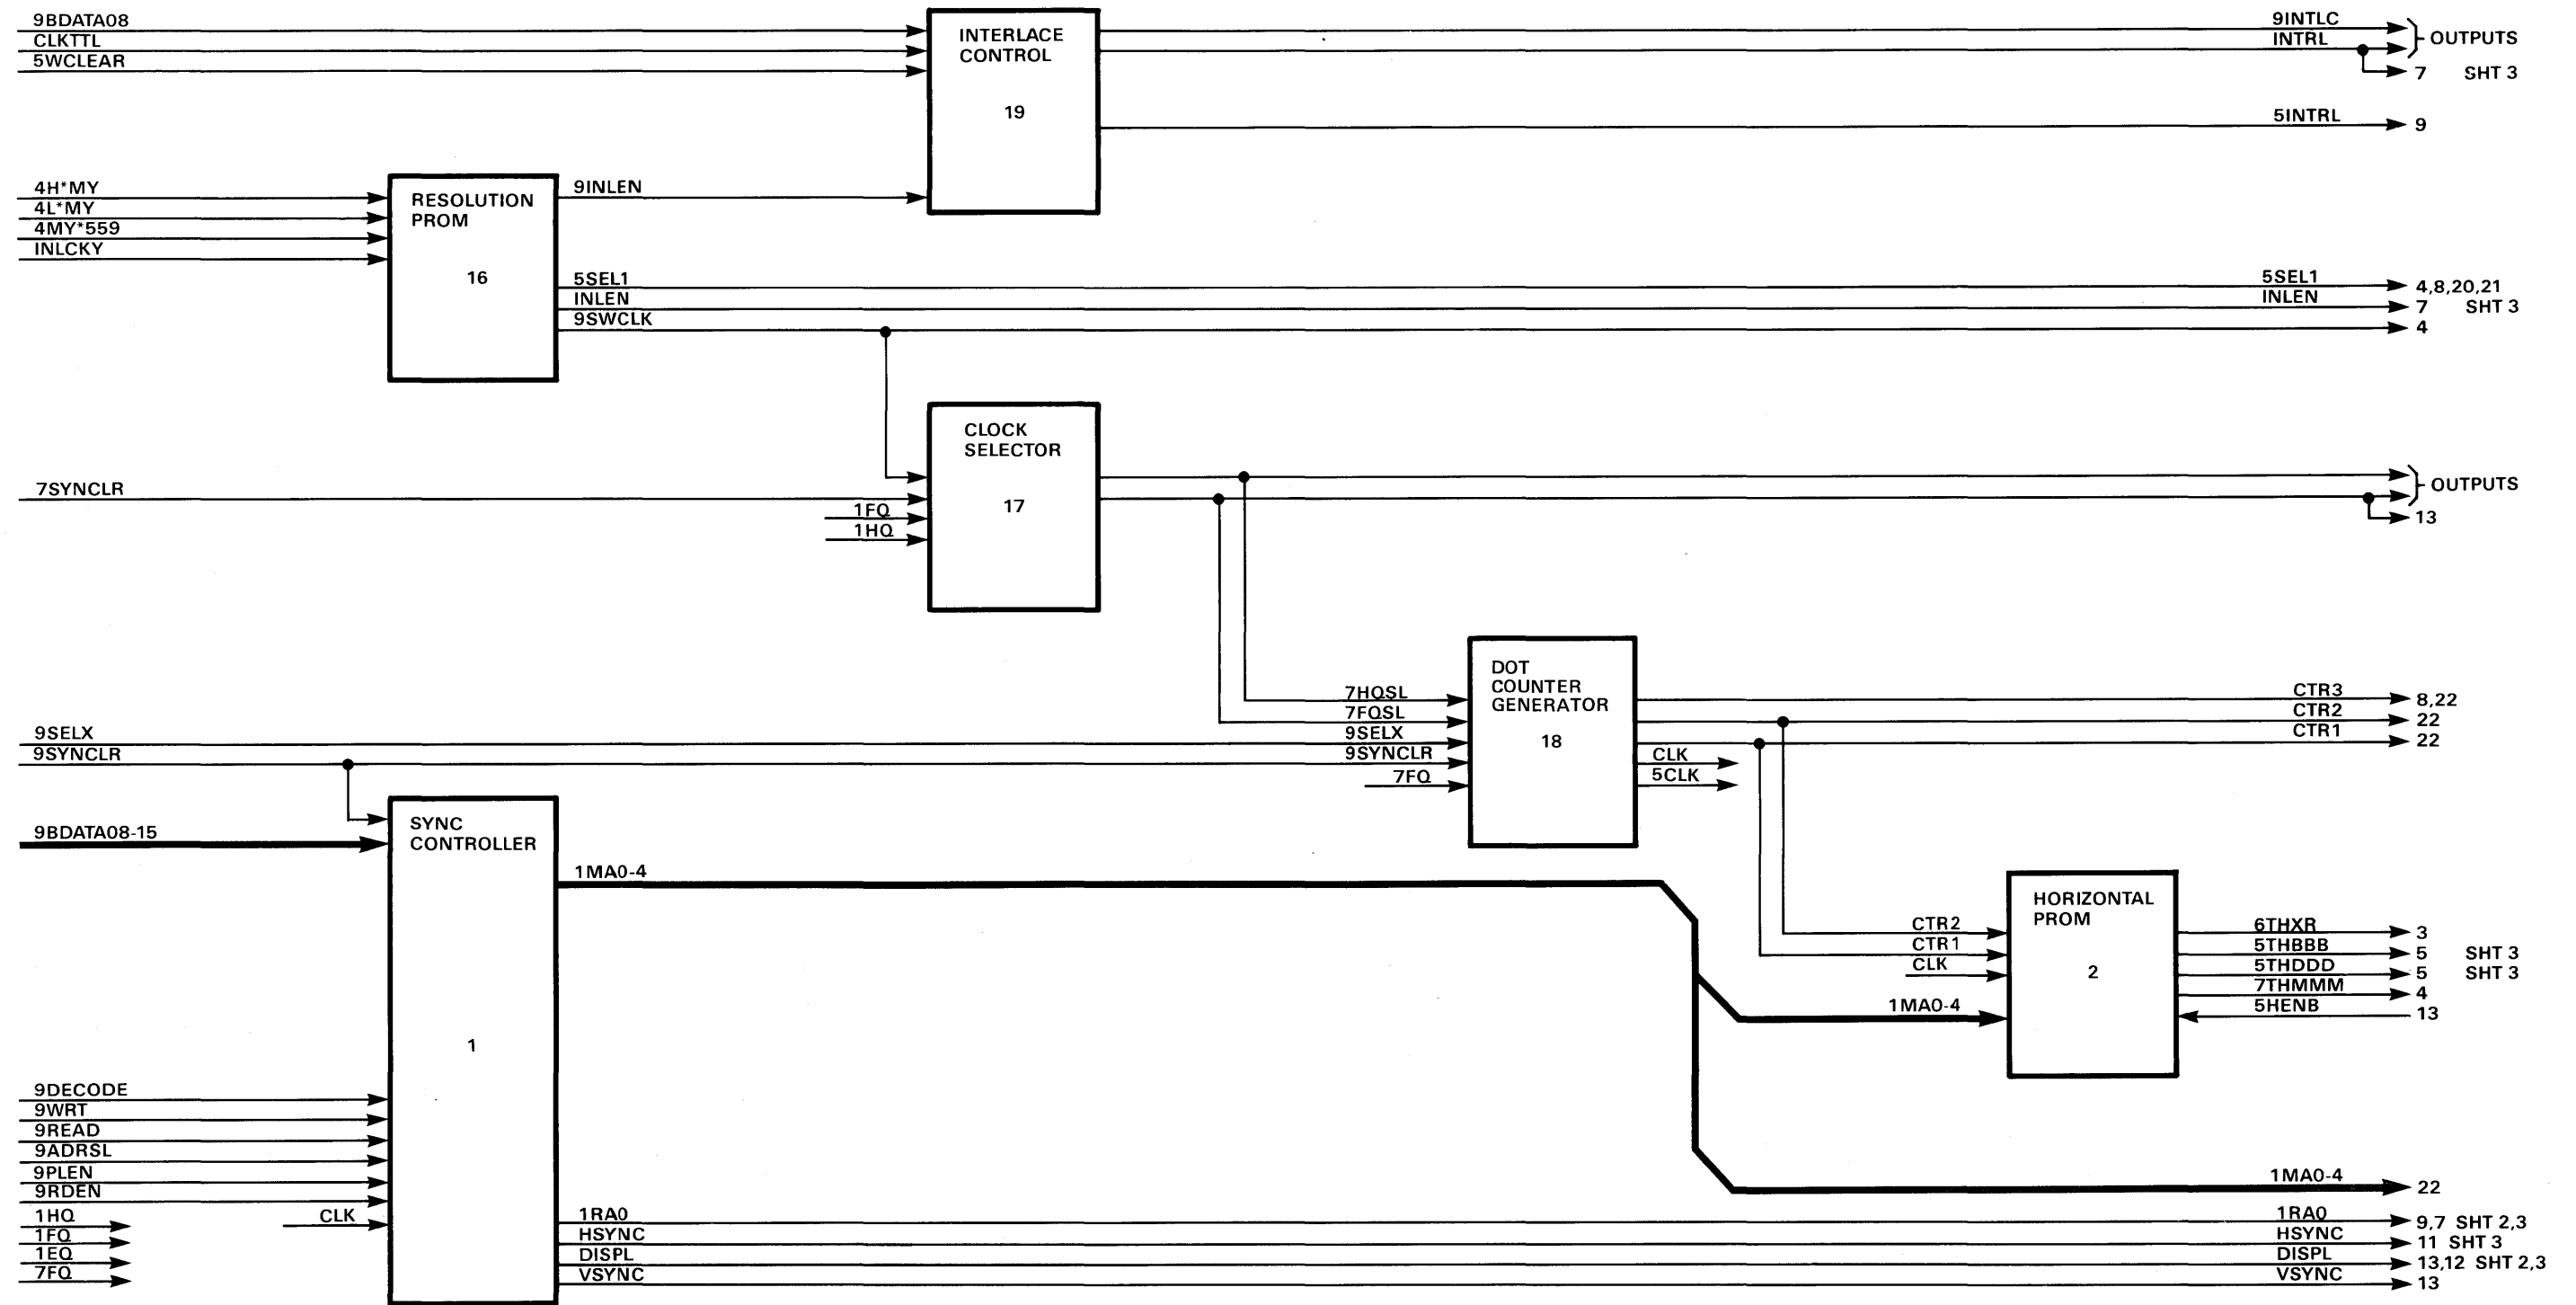 9BDATA08
CLKTTL
5WCLEAR
INTERLACE
CONTROL
19
9INTLC
INTRL
OUTPUTS
7 SHT 3
5INTRL
9
4H*MY
4L*MY
4MY*559
INLCKY
RESOLUTION
PROM
16
9INLEN
5SEL1
INLEN
9SWCLK
5SEL1
4,8,20,21
INLEN
7 SHT 3
4
CLOCK
SELECTOR
17
7SYNCLR
1FQ
1HQ
OUTPUTS
13
DOT
COUNTER
GENERATOR
18
7HQSL
7FQSL
9SELX
9SYNCLR
7FQ
9SELX
9SYNCLR
CLK
5CLK
CTR3
8,22
CTR2
22
CTR1
22
9BDATA08-15
SYNC
CONTROLLER
1
1MA0-4
HORIZONTAL
PROM
2
CTR2
CTR1
CLK
1MA0-4
6THXR
3
5THBBB
5 SHT 3
5THDDD
5 SHT 3
7THMMM
4
5HENB
13
9DECODE
9WRT
9READ
9ADRSL
9PLEN
9RDEN
1HQ
1FQ
1EQ
7FQ
CLK
1MA0-4
22
1RA0
HSYNC
DISPL
VSYNC
1RA0
9,7 SHT 2,3
HSYNC
11 SHT 3
DISPL
13,12 SHT 2,3
VSYNC
13